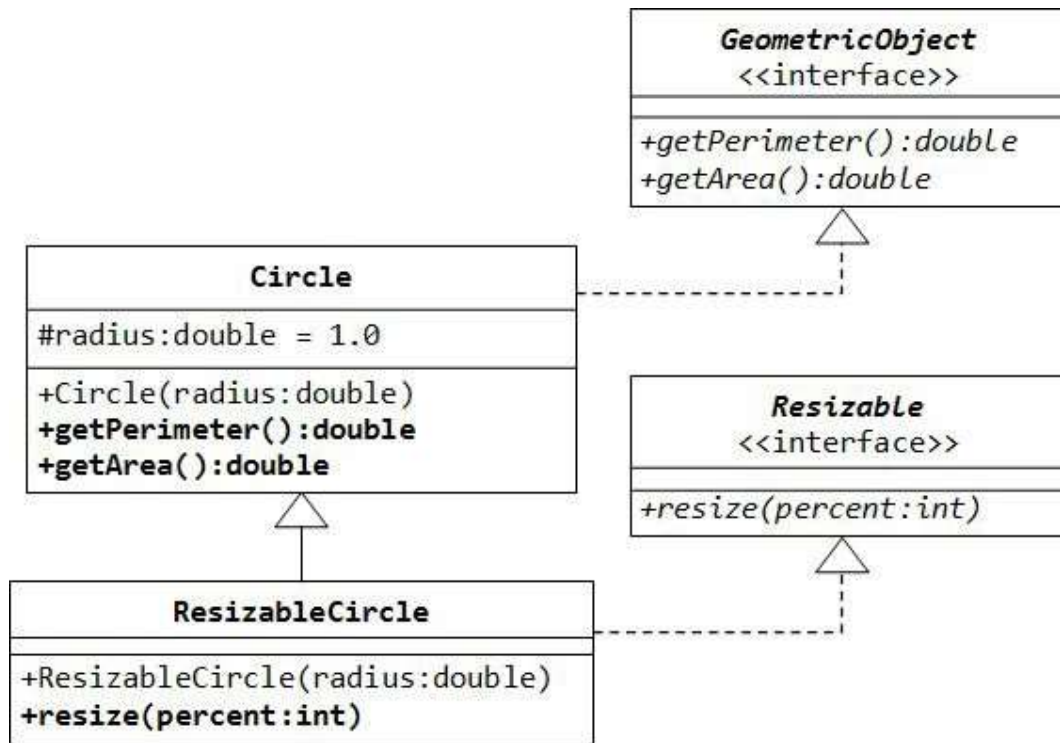 GeometricObject
<<interface>>
+getPerimeter():double
+getArea():double
Circle
#radius:double = 1.0
+Circle(radius:double)
+getPerimeter():double
+getArea():double
Resizable
<<interface>>
+resize(percent:int)
ResizableCircle
+ResizableCircle(radius:double)
+resize(percent:int)